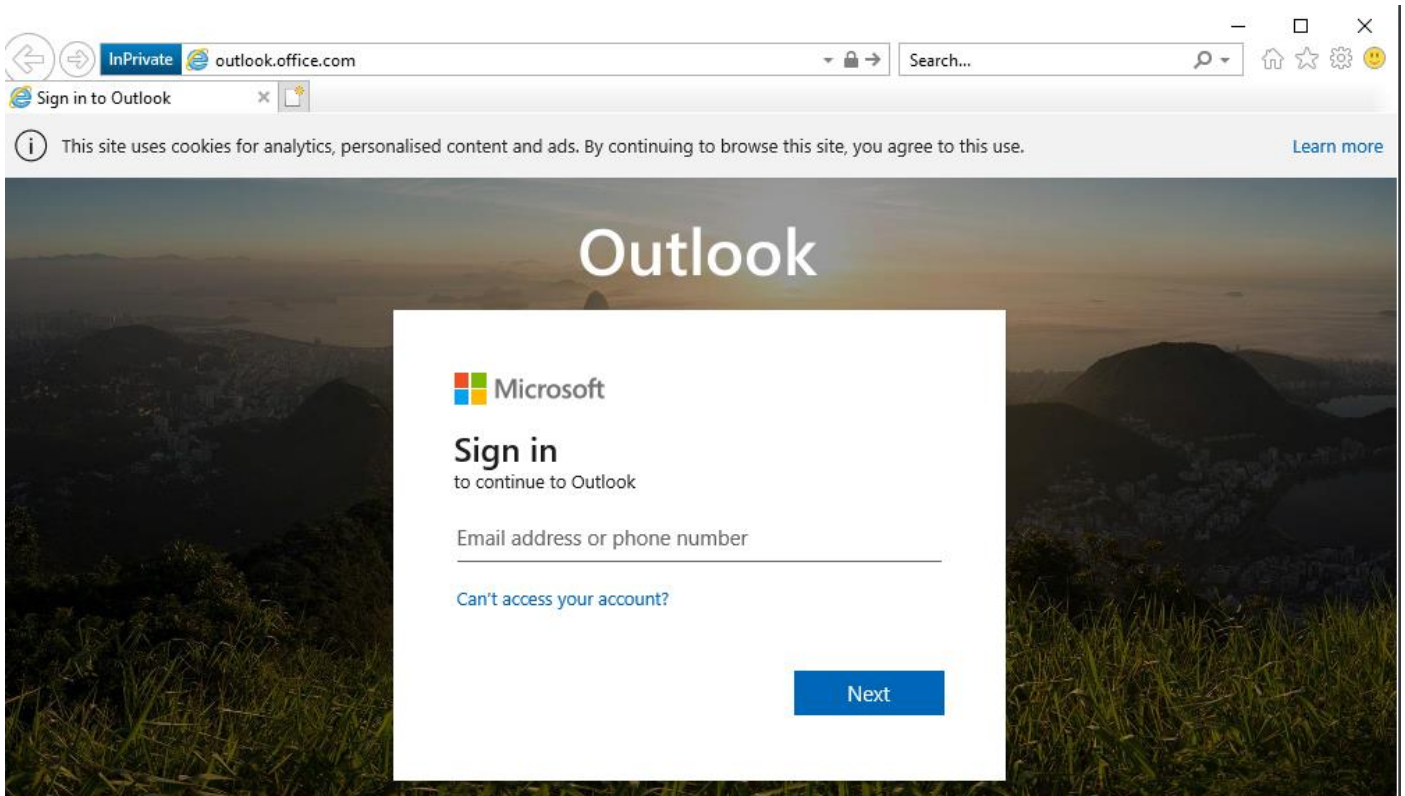 InPrivate outlook.office.com Search...
Sign in to Outlook
This site uses cookies for analytics, personalised content and ads. By continuing to browse this site, you agree to this use. Learn more
Outlook
Microsoft
Sign in
to continue to Outlook
Email address or phone number
Can't access your account?
Next